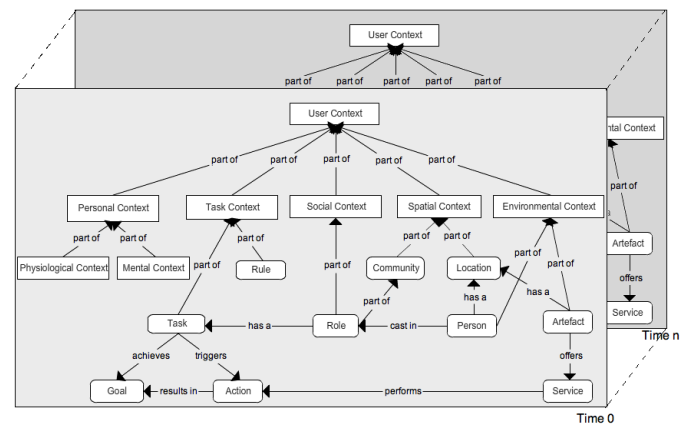 User Context
part of part of part of part of part of
User Context
part of part of part of part of part of
ntal Context
Personal Context Task Context Social Context Spatial Context Environmental Context
part of
part of part of part of part of part of
Physiological Context Mental Context Rule Community Location Artefact
part of part of part of part of
has a has a offers
part of
Task has a Role cast in Person Artefact Service
Time n
achieves triggers offers
Goal results in Action performs Service
Time 0